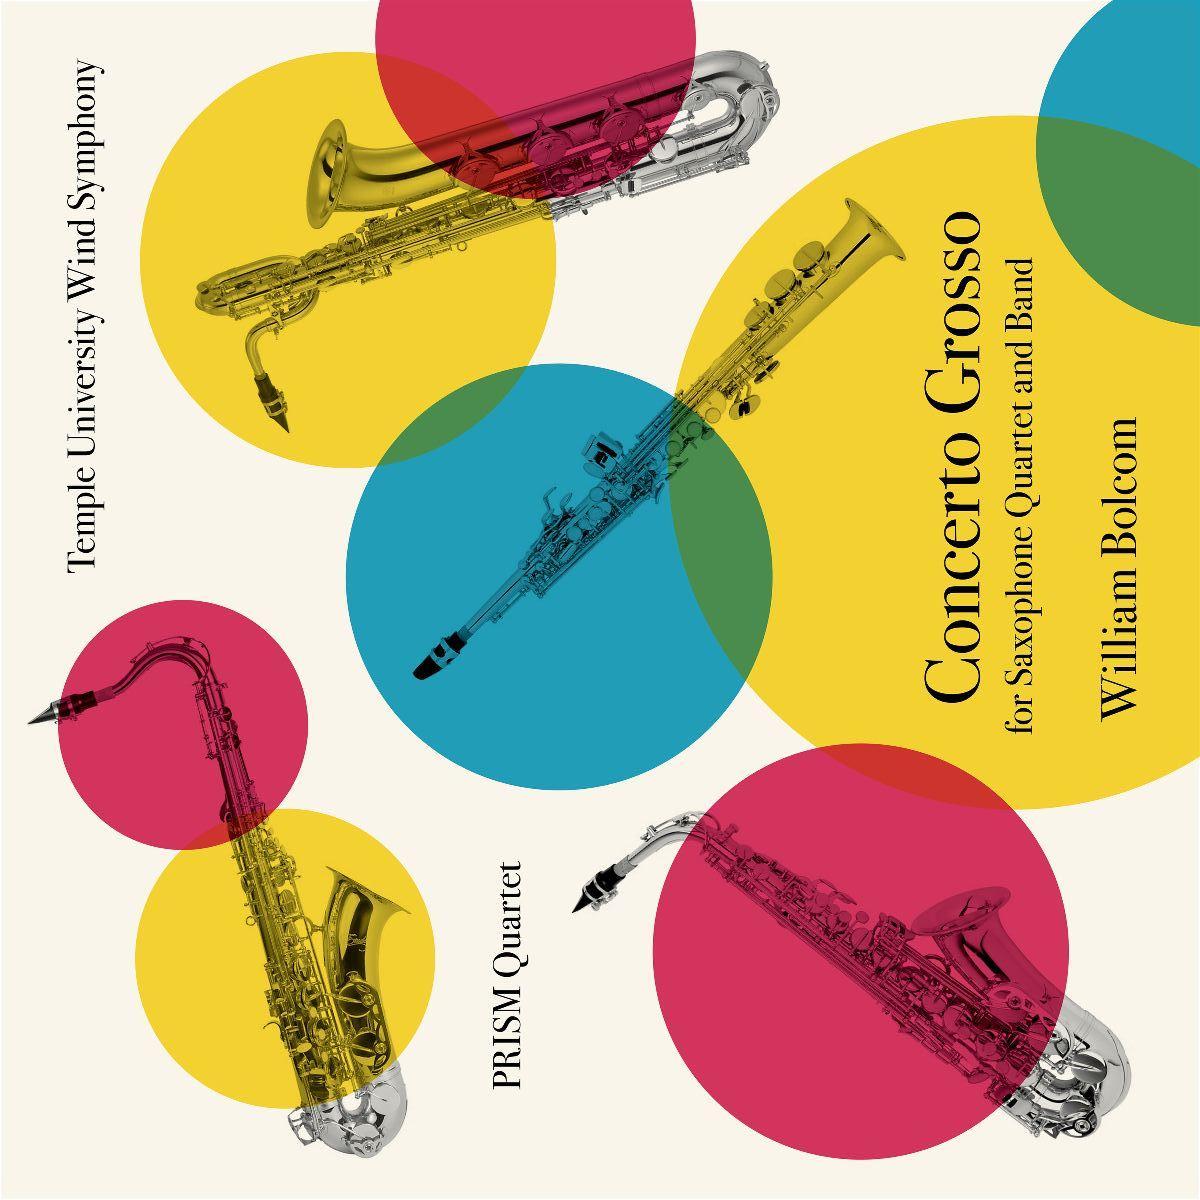 Temple University Wind Symphony
PRISM Quartet
Concerto Grosso
for Saxophone Quartet and Band
William Bolcom